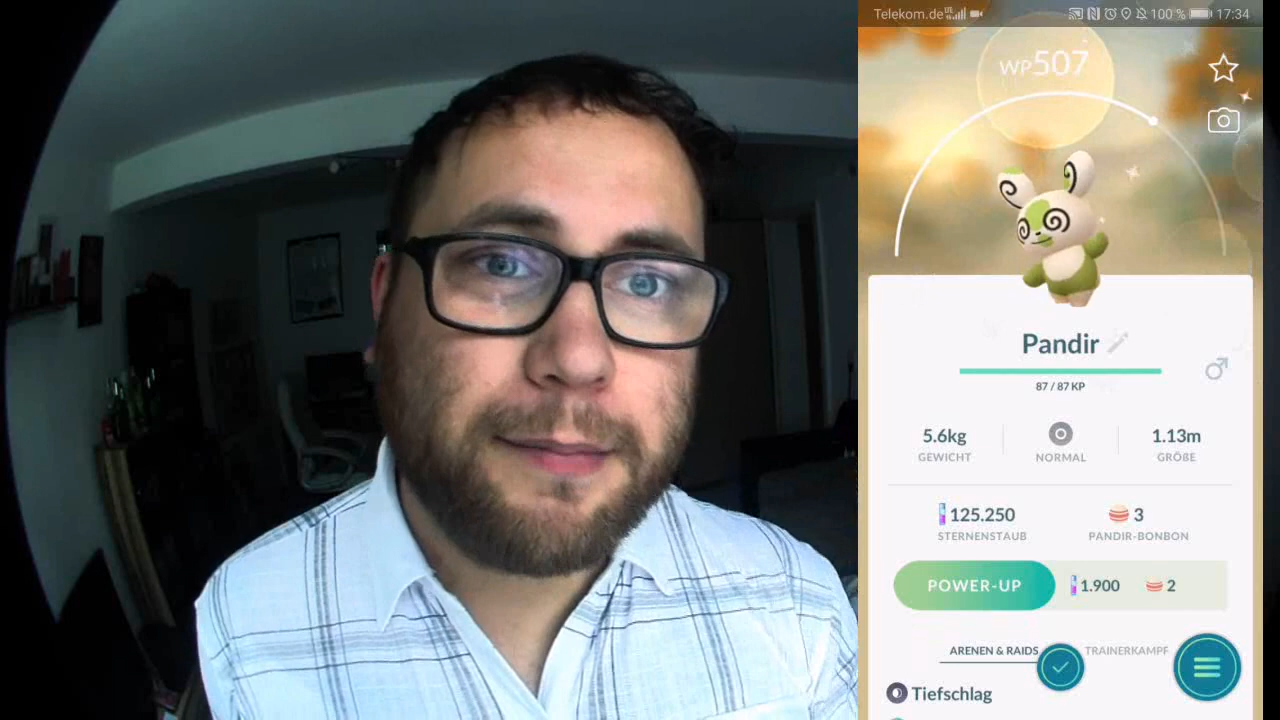 Telekom.de 100 % 17:34
WP507
Pandir
87 / 87 KP
5.6kg
GEWICHT
NORMAL
1.13m
GRÖßE
125.250
STERNENSTAUB
3
PANDIR-BONBON
POWER-UP 1.900 2
ARENEN & RAIDS TRAINERKAMPF
Tiefschlag